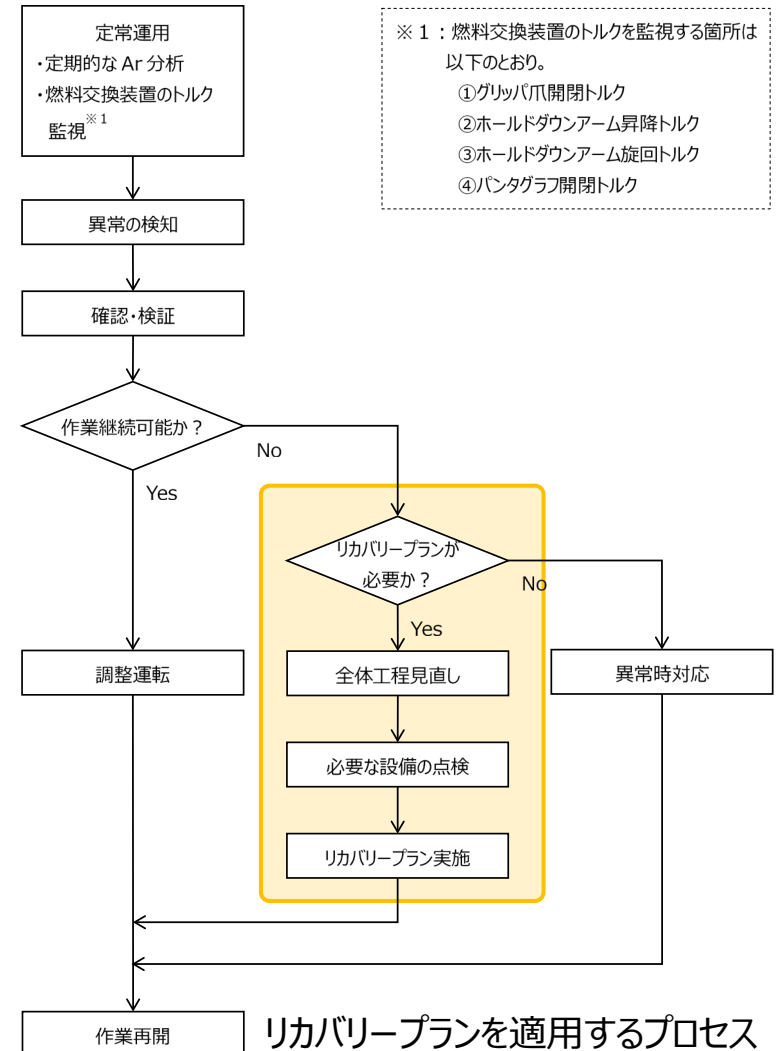 定常運用
・定期的な Ar 分析
・燃料交換装置のトルク
監視※1
※1：燃料交換装置のトルクを監視する箇所は
以下のとおり。
①グリッパ爪開閉トルク
②ホールドダウンアーム昇降トルク
③ホールドダウンアーム旋回トルク
④パンタグラフ開閉トルク
異常の検知
確認・検証
作業継続可能か？
No
Yes
リカバリープランが
必要か？
No
Yes
調整運転
全体工程見直し
異常時対応
必要な設備の点検
リカバリープラン実施
作業再開
リカバリープランを適用するプロセス